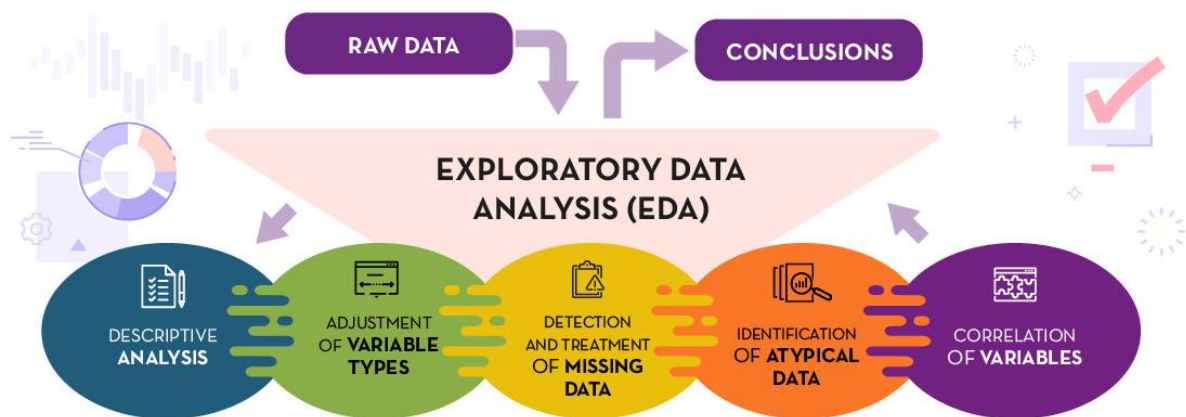 RAW DATA
CONCLUSIONS
EXPLORATORY DATA
ANALYSIS (EDA)
DESCRIPTIVE
ANALYSIS
ADJUSTMENT
OF VARIABLE
TYPES
DETECTION
AND TREATMENT
OF MISSING
DATA
IDENTIFICATION
OF ATYPICAL
DATA
CORRELATION
OF VARIABLES